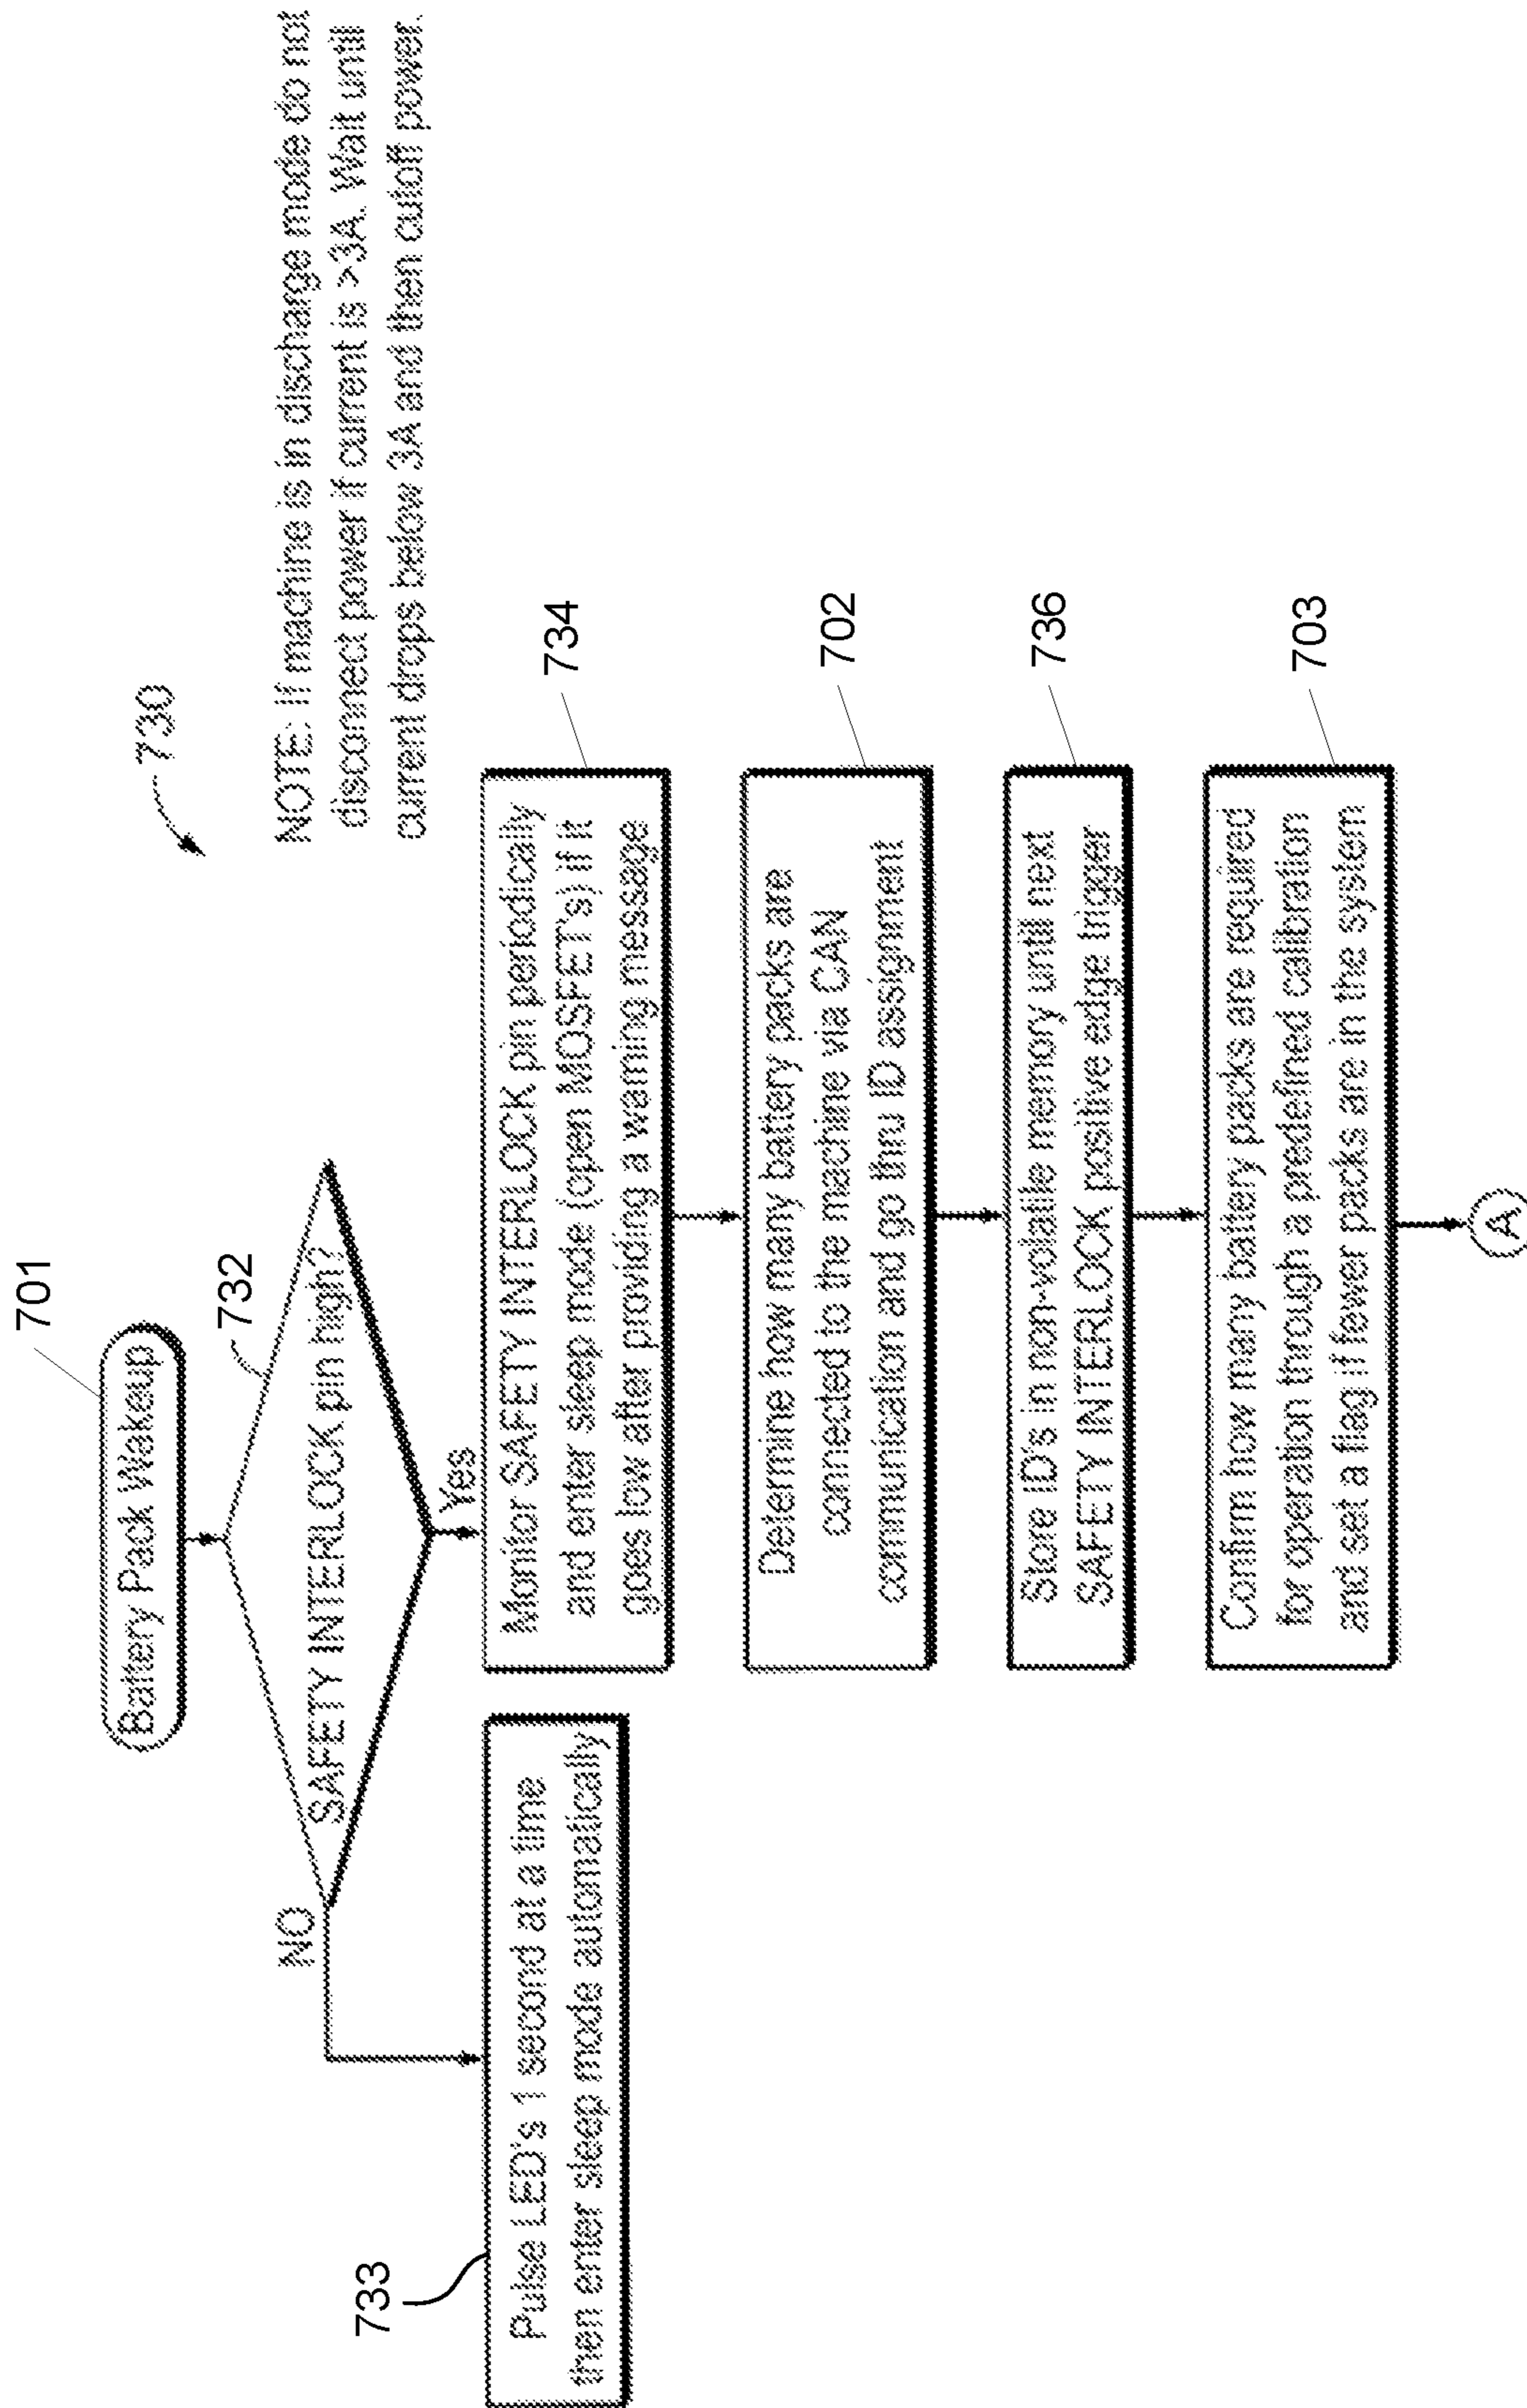 730
NOTE: If machine is in discharge mode do not
disconnect power if current is >3A. Wait until
current drops below 3A and then cutoff power.
701
Battery Pack Wakeup
732
SAFETY INTERLOCK pin high?
NO
Yes
733
Pulse LED's 1 second at a time
then enter sleep mode automatically
734
Monitor SAFETY INTERLOCK pin periodically
and enter sleep mode (open MOSFET's) if it
goes low after providing a warning message
702
Determine how many battery packs are
connected to the machine via CAN
communication and go thru ID assignment
736
Store ID's in non-volatile memory until next
SAFETY INTERLOCK positive edge trigger
703
Confirm how many battery packs are required
for operation through a predefined calibration
and set a flag if fewer packs are in the system
A